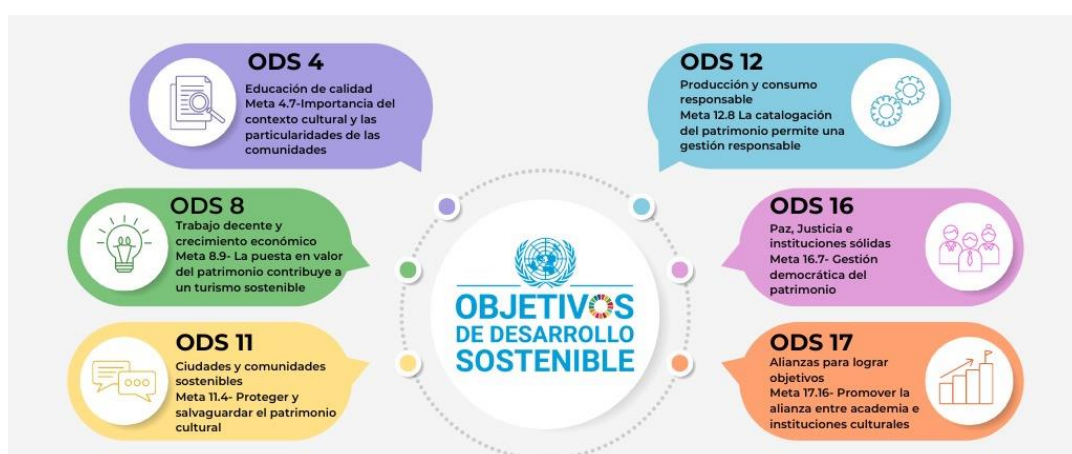 ODS 4
Educación de calidad
Meta 4.7-Importancia del
contexto cultural y las
particularidades de las
comunidades
ODS 8
Trabajo decente y
crecimiento económico
Meta 8.9- La puesta en valor
del patrimonio contribuye a
un turismo sostenible
ODS 11
Ciudades y comunidades
sostenibles
Meta 11.4- Proteger y
salvaguardar el patrimonio
cultural
OBJETIVOS
DE DESARROLLO
SOSTENIBLE
ODS 12
Producción y consumo
responsable
Meta 12.8 La catalogación
del patrimonio permite una
gestión responsable
ODS 16
Paz, Justicia e
instituciones sólidas
Meta 16.7- Gestión
democrática del
patrimonio
ODS 17
Alianzas para lograr
objetivos
Meta 17.16- Promover la
alianza entre academia e
instituciones culturales